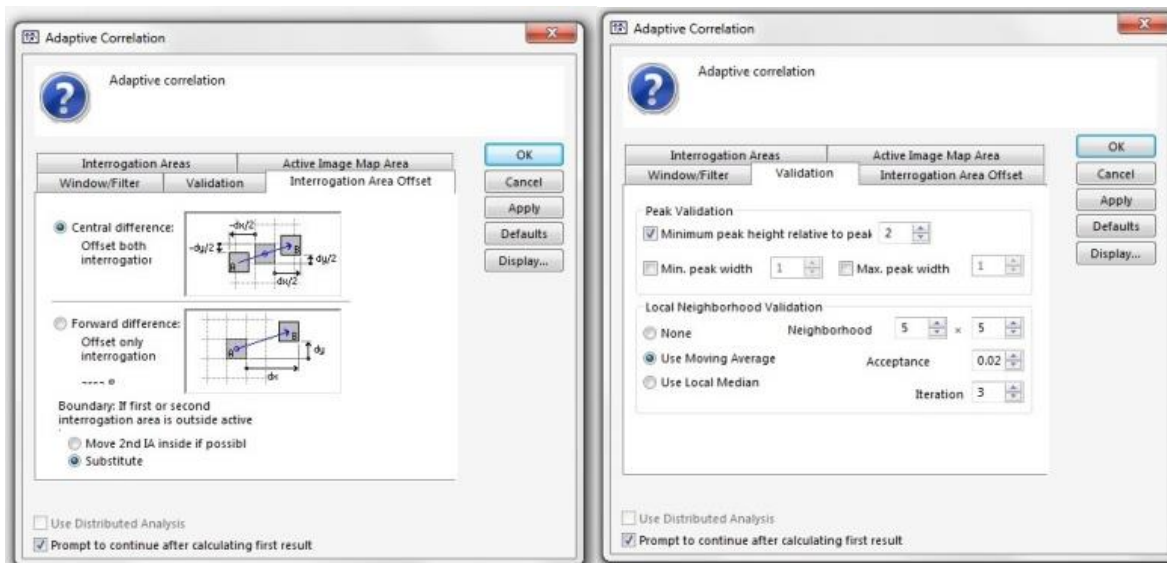 Adaptive Correlation
Adaptive correlation
Interrogation Areas
Active Image Map Area
Window/Filter
Validation
Interrogation Area Offset
OK
Cancel
Apply
Defaults
Display...
Central difference:
Offset both
interrogation
-dx/2
-dy/2
A
B
dy/2
dx/2
Forward difference:
Offset only
interrogation
A
B
dy
dx
Boundary: If first or second
interrogation area is outside active
Move 2nd IA inside if possibl
Substitute
Use Distributed Analysis
Prompt to continue after calculating first result
Adaptive Correlation
Adaptive correlation
Interrogation Areas
Active Image Map Area
Window/Filter
Validation
Interrogation Area Offset
OK
Cancel
Apply
Defaults
Display...
Peak Validation
Minimum peak height relative to peak 2
Min. peak width 1 Max. peak width 1
Local Neighborhood Validation
None Neighborhood 5 × 5
Use Moving Average Acceptance 0.02
Use Local Median
Iteration 3
Use Distributed Analysis
Prompt to continue after calculating first result